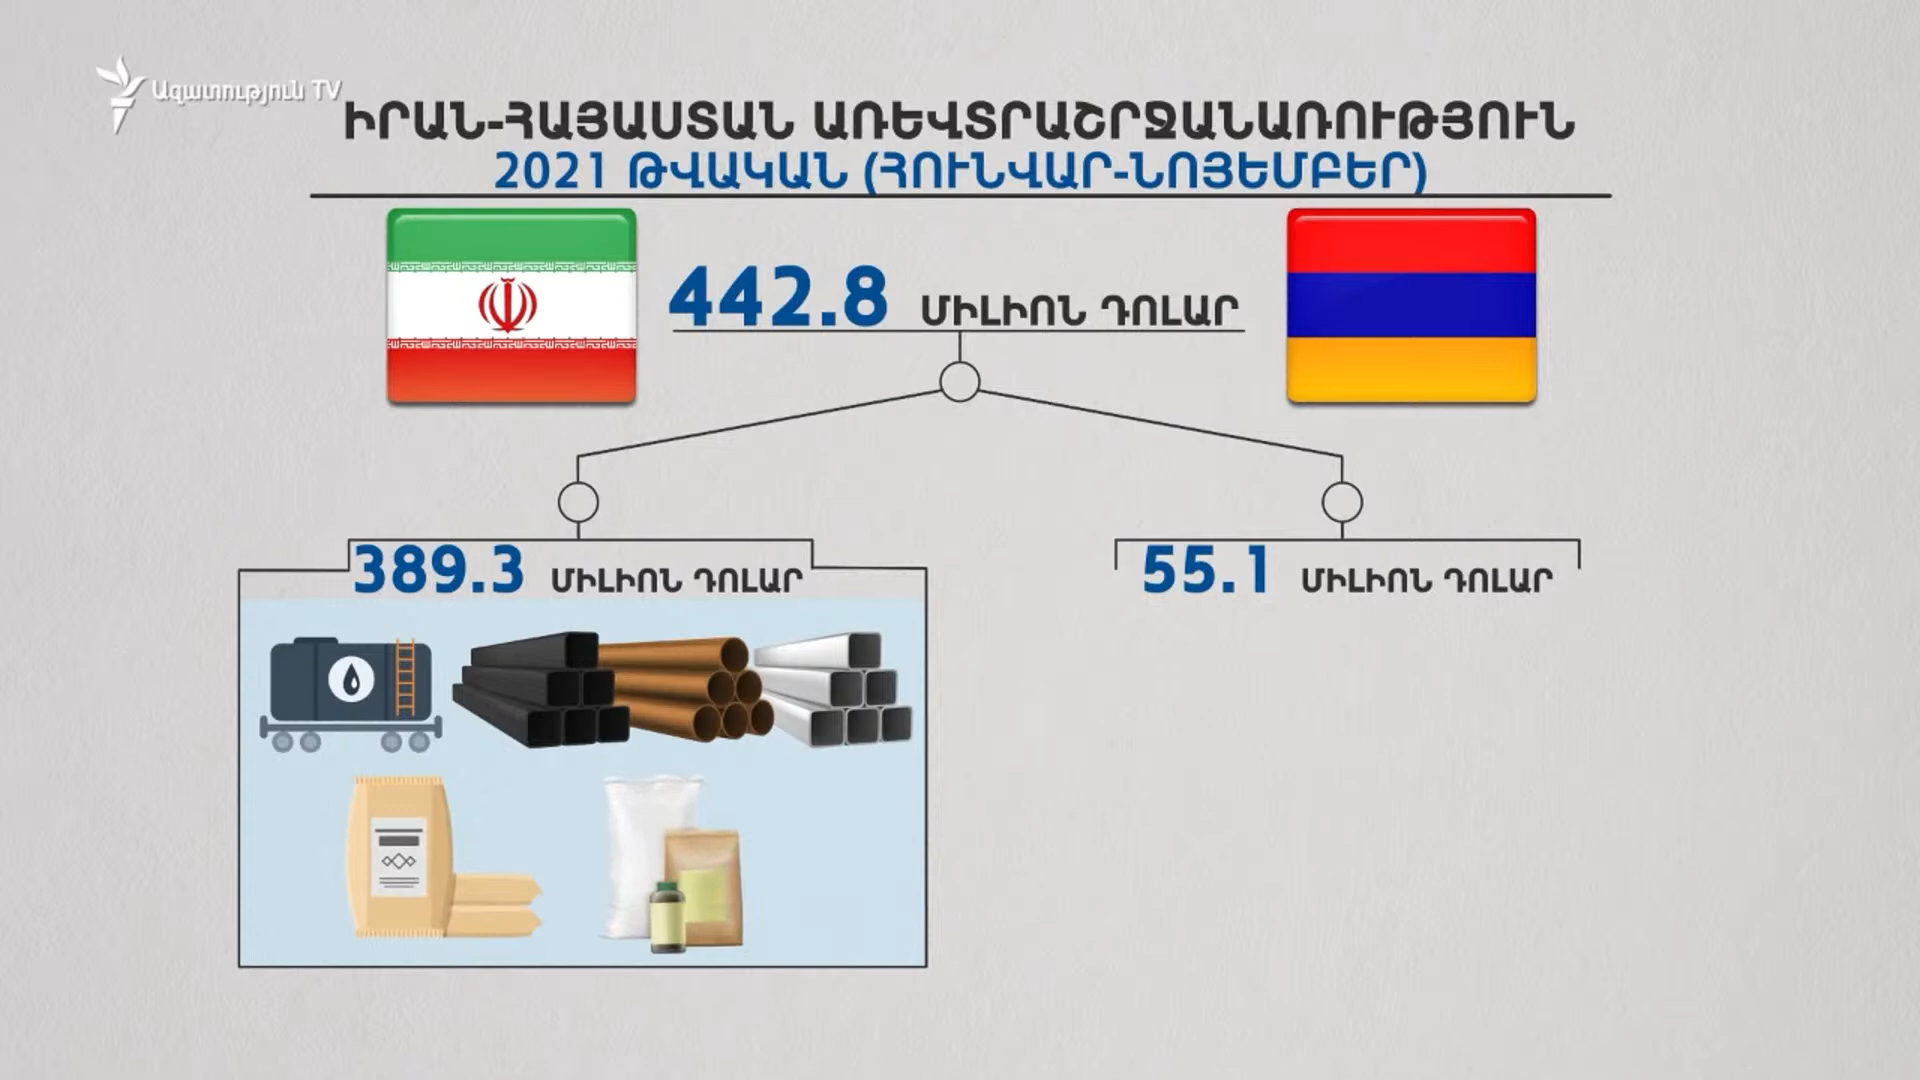 Ազատություն TV
ԻՐԱՆ-ՀԱՅԱՍՏԱՆ ԱՌԵՎՏՐԱՇՐՋԱՆԱՌՈՒԹՅՈՒՆ
2021 ԹՎԱԿԱՆ (ՀՈՒՆՎԱՐ-ՆՈՅԵՄԲԵՐ)
442.8 ՄԻԼԻՈՆ ԴՈԼԱՐ
389.3 ՄԻԼԻՈՆ ԴՈԼԱՐ
55.1 ՄԻԼԻՈՆ ԴՈԼԱՐ